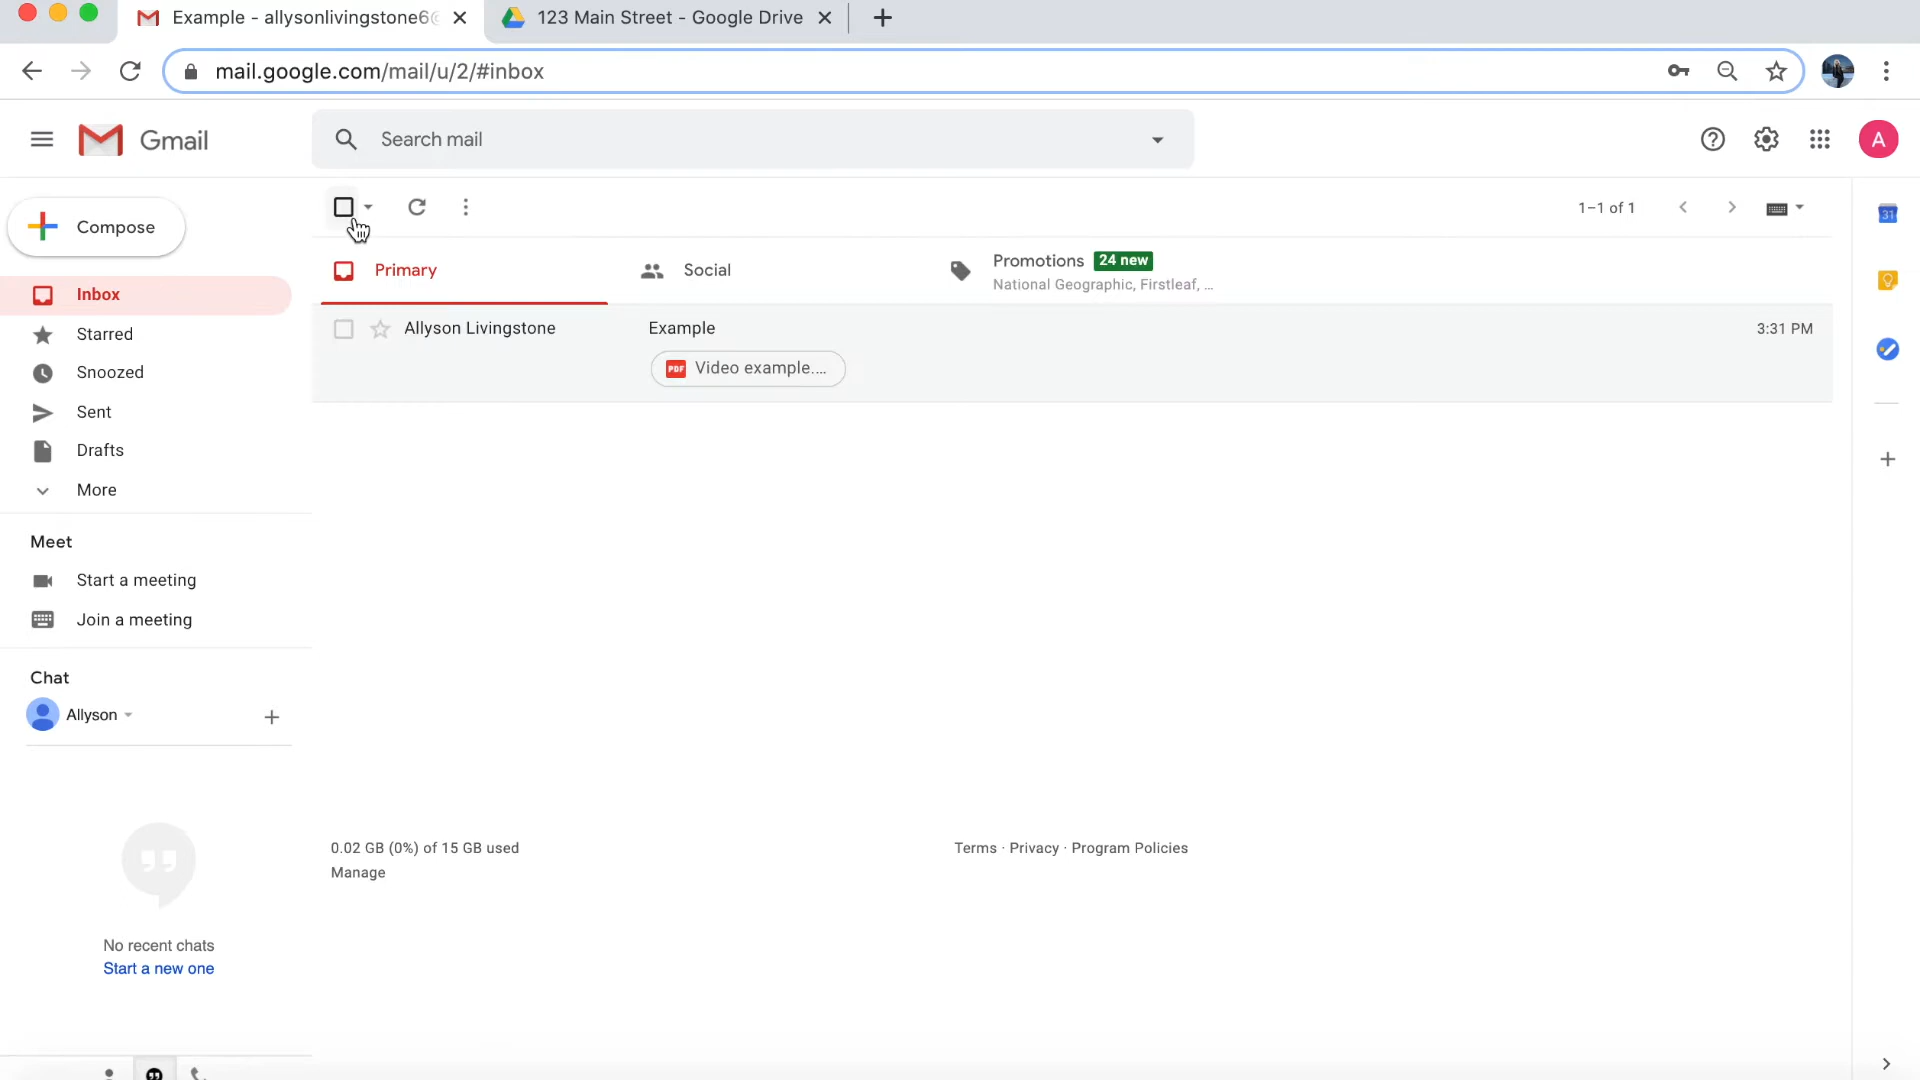 Example - allysonlivingstone6@
123 Main Street - Google Drive
mail.google.com/mail/u/2/#inbox
Gmail
Search mail
A
Compose
1–1 of 1
31
Primary
Social
Promotions 24 new
National Geographic, Firstleaf, ...
Inbox
Starred
Snoozed
Sent
Drafts
More
Allyson Livingstone
Example
3:31 PM
PDF Video example....
Meet
Start a meeting
Join a meeting
Chat
Allyson
No recent chats
Start a new one
0.02 GB (0%) of 15 GB used
Manage
Terms · Privacy · Program Policies